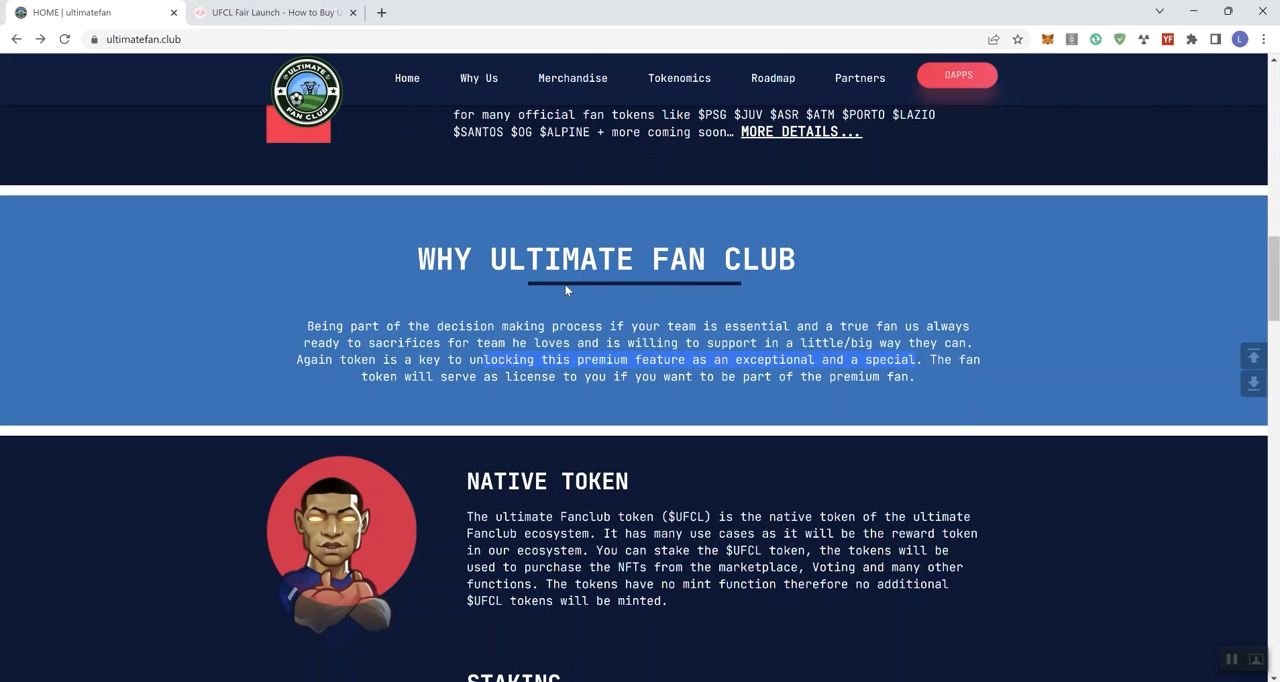 HOME | ultimatefan
UFCL Fair Launch - How to Buy U
ultimatefan.club
YF
L
ULTIMATE
FAN CLUB
Home
Why Us
Merchandise
Tokenomics
Roadmap
Partners
DAPPS
for many official fan tokens like $PSG $JUV $ASR $ATM $PORTO $LAZIO
$SANTOS $OG $ALPINE + more coming soon… MORE DETAILS...
WHY ULTIMATE FAN CLUB
Being part of the decision making process if your team is essential and a true fan us always
ready to sacrifices for team he loves and is willing to support in a little/big way they can.
Again token is a key to unlocking this premium feature as an exceptional and a special. The fan
token will serve as license to you if you want to be part of the premium fan.
NATIVE TOKEN
The ultimate Fanclub token ($UFCL) is the native token of the ultimate
Fanclub ecosystem. It has many use cases as it will be the reward token
in our ecosystem. You can stake the $UFCL token, the tokens will be
used to purchase the NFTs from the marketplace, Voting and many other
functions. The tokens have no mint function therefore no additional
$UFCL tokens will be minted.
STAKING